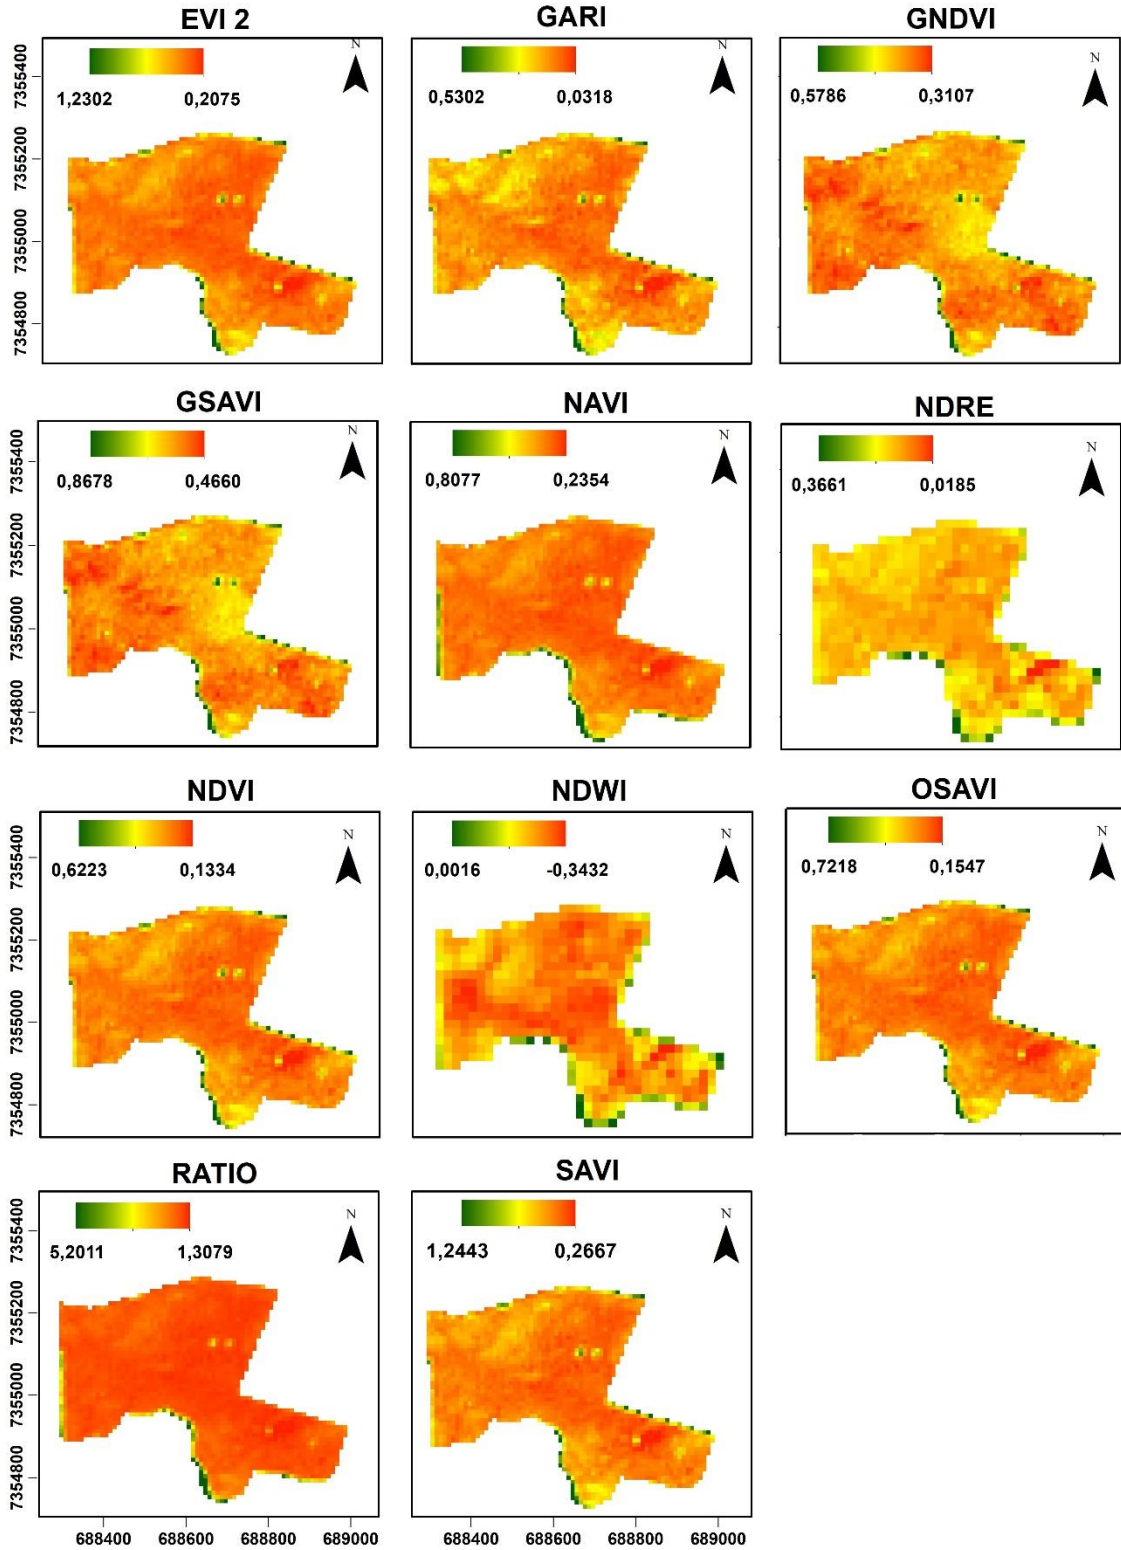 EVI 2
GARI
GNDVI
N
N
N
1,2302 0,2075
0,5302 0,0318
0,5786 0,3107
7355400
7355200
7355000
7354800
GSAVI
NAVI
NDRE
N
N
N
0,8678 0,4660
0,8077 0,2354
0,3661 0,0185
7355400
7355200
7355000
7354800
NDVI
NDWI
OSAVI
N
N
N
0,6223 0,1334
0,0016 -0,3432
0,7218 0,1547
7355400
7355200
7355000
7354800
RATIO
SAVI
N
N
5,2011 1,3079
1,2443 0,2667
7355400
7355200
7355000
7354800
688400 688600 688800 689000
688400 688600 688800 689000